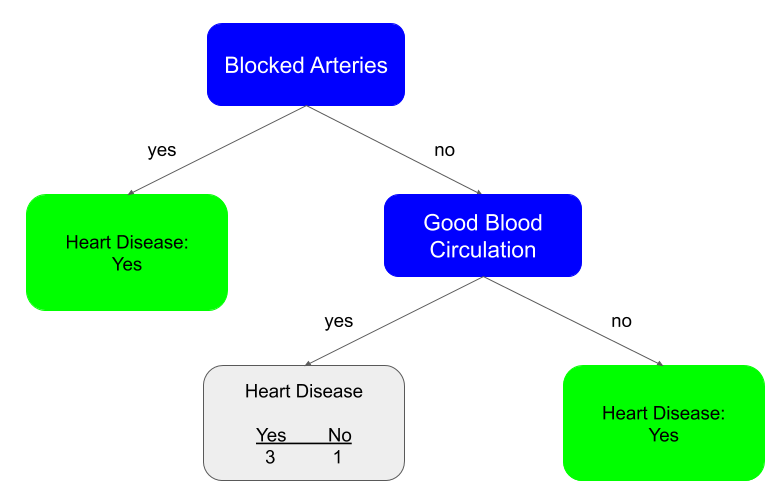 Blocked Arteries
yes
no
Heart Disease:
Yes
Good Blood
Circulation
yes
no
Heart Disease
Yes No
3 1
Heart Disease:
Yes